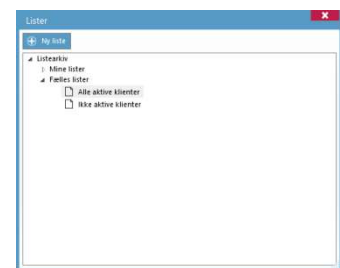 Lister
Ny liste
Listearkiv
Mine lister
Fælles lister
Alle aktive klienter
Ikke aktive klienter